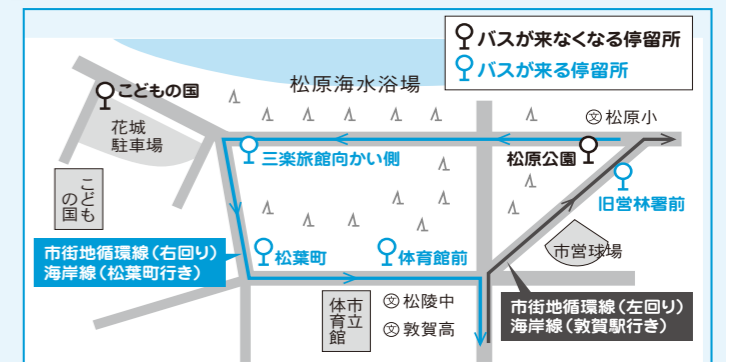 バスが来なくなる停留所
バスが来る停留所
こどもの国
松原海水浴場
花城
駐車場
文松原小
三楽旅館向かい側
松原公園
こども
の国
旧営林署前
市街地循環線(右回り)
海岸線(松葉町行き)
松葉町
体育館前
市営球場
市立
体育館
文松陵中
文敦賀高
市街地循環線(左回り)
海岸線(敦賀駅行き)